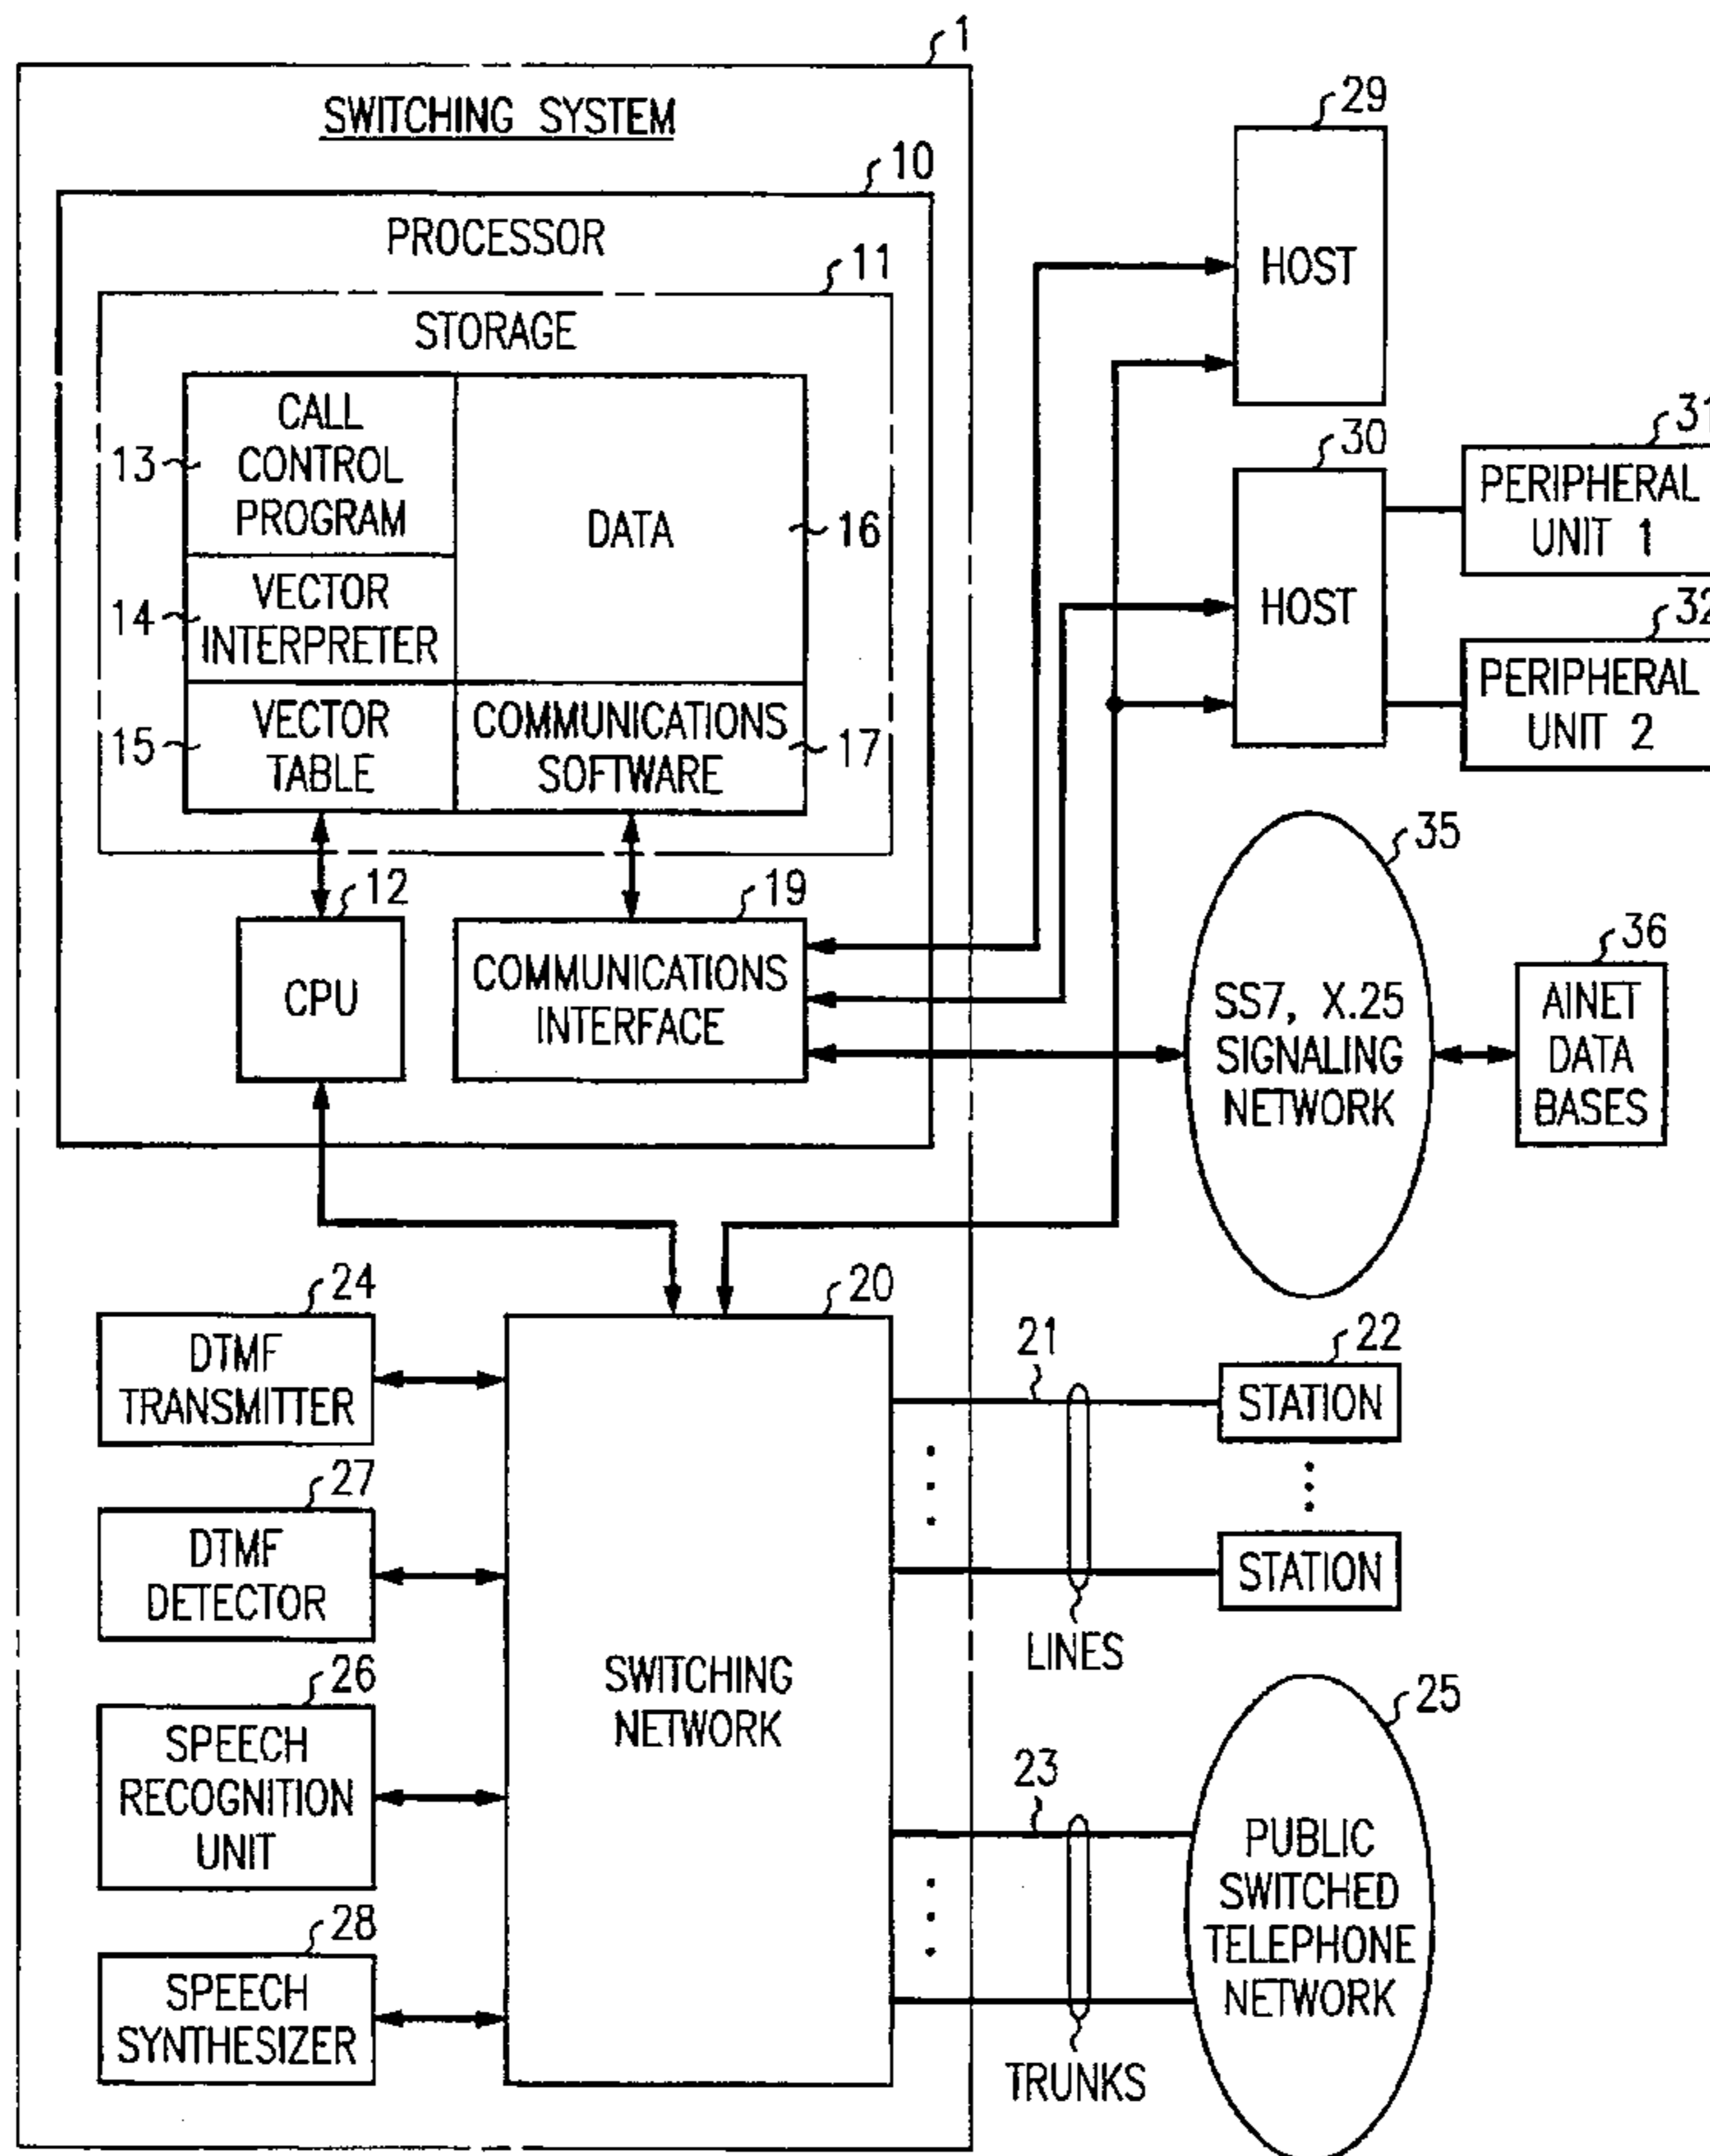 1
SWITCHING SYSTEM
10
PROCESSOR
11
STORAGE
13
CALL
CONTROL
PROGRAM
DATA
16
14
VECTOR
INTERPRETER
15
VECTOR
TABLE
COMMUNICATIONS
SOFTWARE
17
12
CPU
19
COMMUNICATIONS
INTERFACE
29
HOST
30
HOST
31
PERIPHERAL
UNIT 1
32
PERIPHERAL
UNIT 2
35
SS7, X.25
SIGNALING
NETWORK
36
AINET
DATA
BASES
24
DTMF
TRANSMITTER
27
DTMF
DETECTOR
26
SPEECH
RECOGNITION
UNIT
28
SPEECH
SYNTHESIZER
20
SWITCHING
NETWORK
21
22
STATION
STATION
LINES
23
TRUNKS
25
PUBLIC
SWITCHED
TELEPHONE
NETWORK